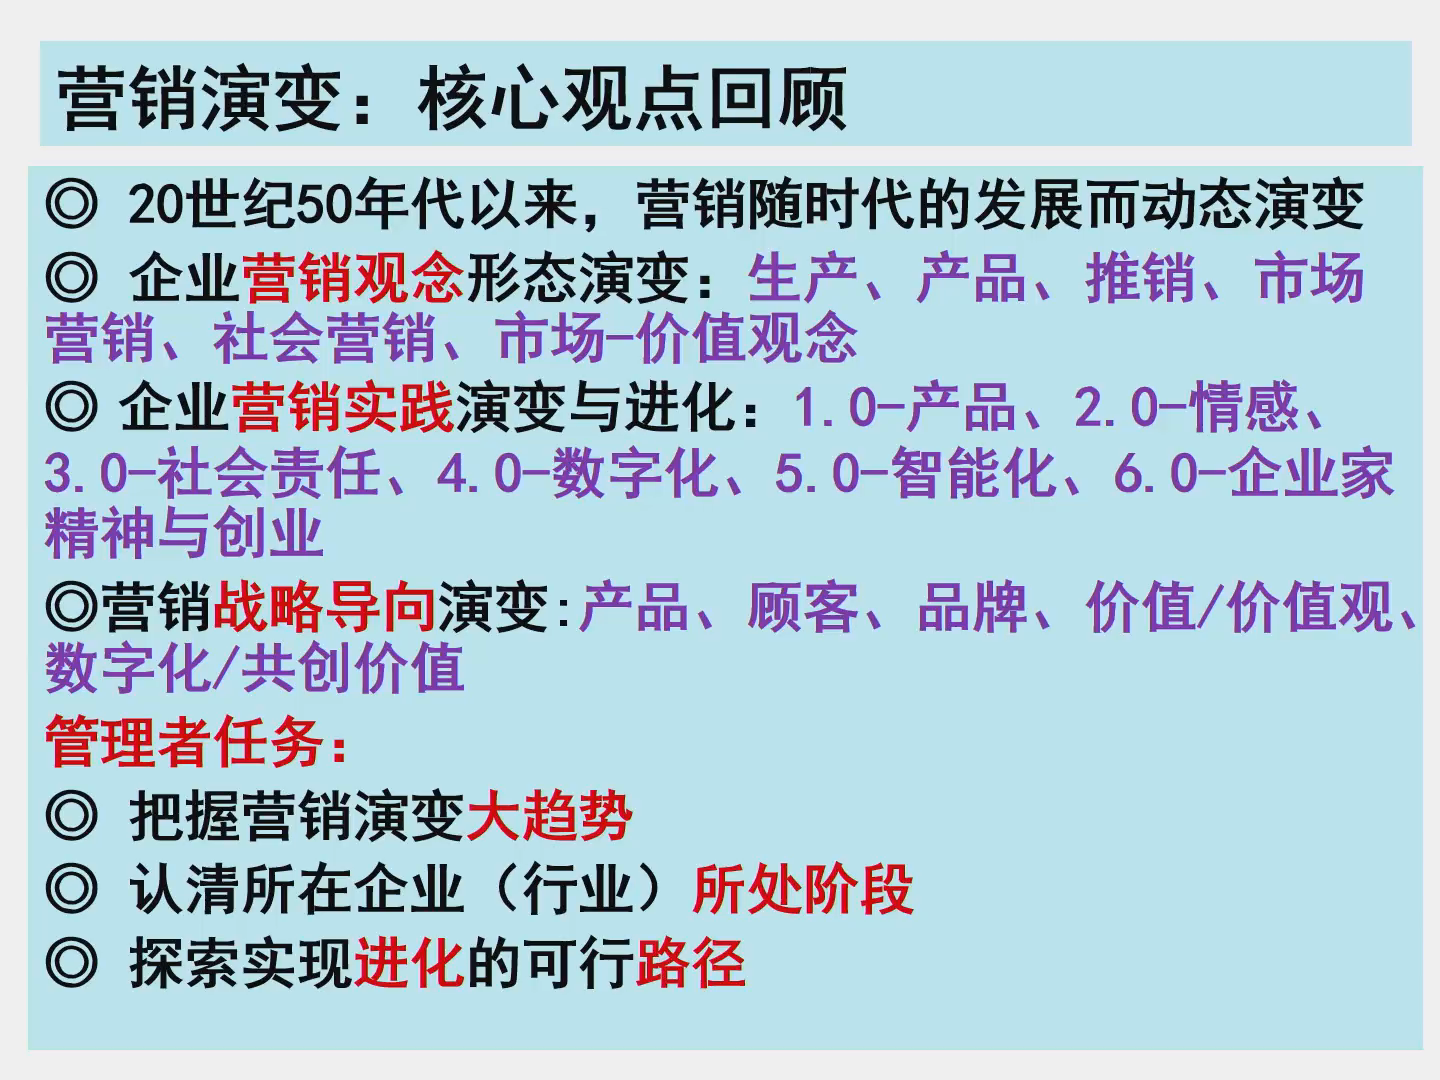 营销演变：核心观点回顾
◎ 20世纪50年代以来，营销随时代的发展而动态演变
◎ 企业营销观念形态演变：生产、产品、推销、市场
营销、社会营销、市场-价值观念
◎ 企业营销实践演变与进化：1.0-产品、2.0-情感、
3.0-社会责任、4.0-数字化、5.0-智能化、6.0-企业家
精神与创业
◎营销战略导向演变:产品、顾客、品牌、价值/价值观、
数字化/共创价值
管理者任务：
◎ 把握营销演变大趋势
◎ 认清所在企业（行业）所处阶段
◎ 探索实现进化的可行路径